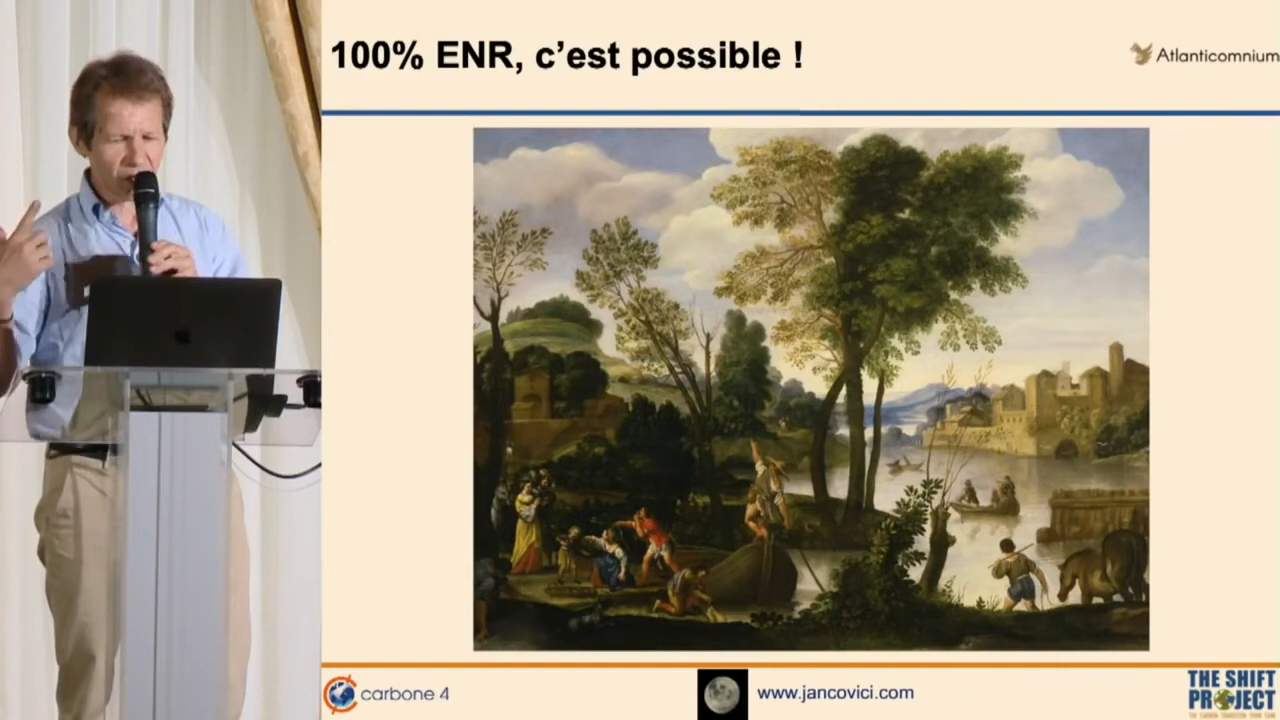 100% ENR, c’est possible !
Atlanticomnium
carbone 4
www.jancovici.com
THE SHIFT
PROJECT